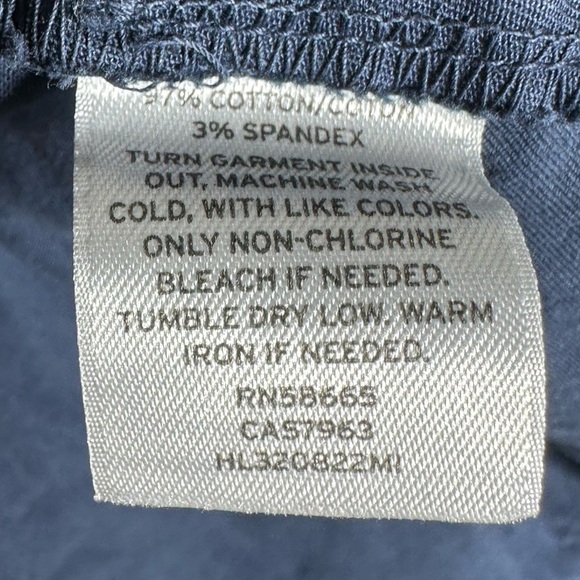 97% COTTON/COTON
3% SPANDEX
TURN GARMENT INSIDE
OUT, MACHINE WASH
COLD, WITH LIKE COLORS.
ONLY NON-CHLORINE
BLEACH IF NEEDED.
TUMBLE DRY LOW. WARM
IRON IF NEEDED.
RN58665
CA57963
HL320822MI